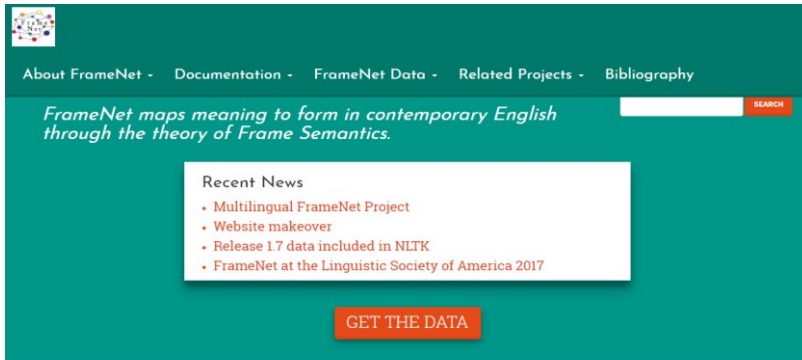 Frame
Net
About FrameNet - Documentation - FrameNet Data - Related Projects - Bibliography
SEARCH
FrameNet maps meaning to form in contemporary English
through the theory of Frame Semantics.
Recent News
• Multilingual FrameNet Project
• Website makeover
• Release 1.7 data included in NLTK
• FrameNet at the Linguistic Society of America 2017
GET THE DATA